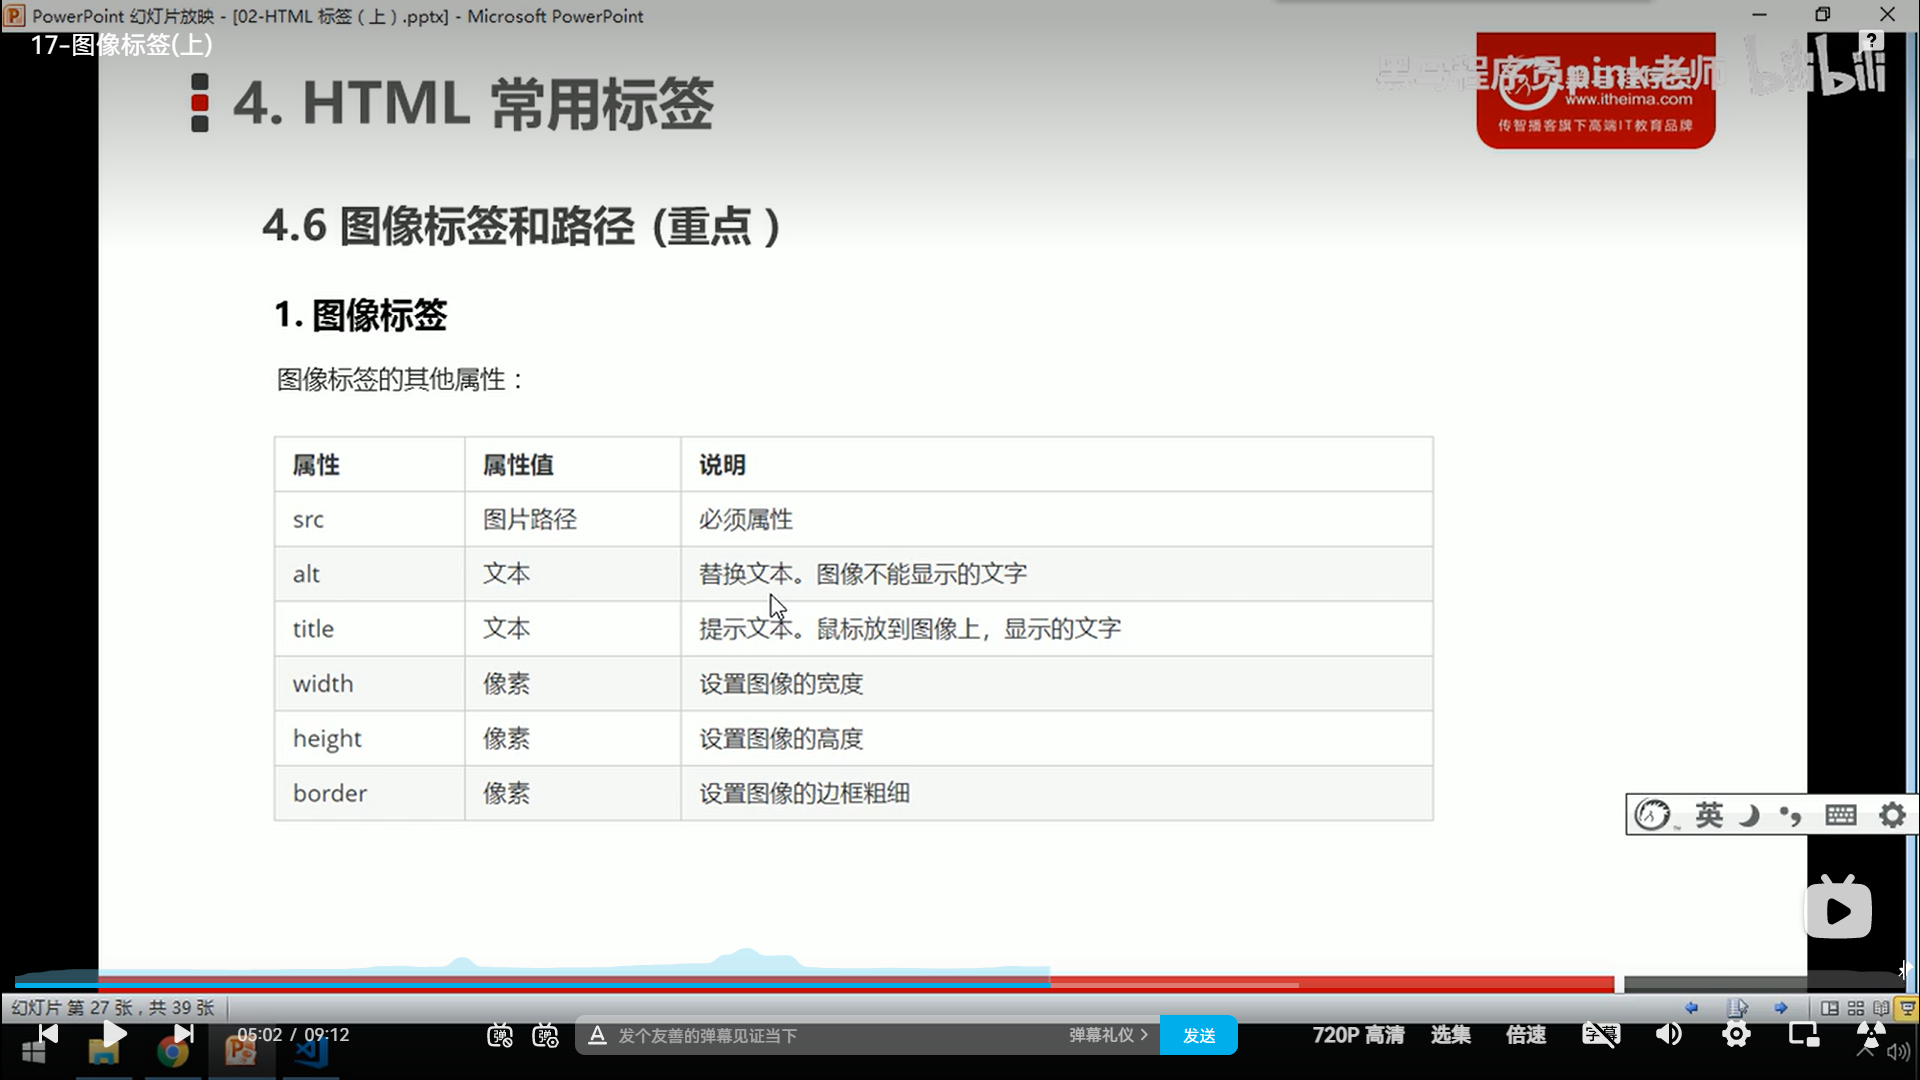 PowerPoint 幻灯片放映 - [02-HTML 标签（上）.pptx] - Microsoft PowerPoint
17-图像标签(上)
4. HTML 常用标签
黑马程序员pink老师
bilibili
www.itheima.com
传智播客旗下高端IT教育品牌
4.6 图像标签和路径 (重点）
1. 图像标签
图像标签的其他属性：
属性 属性值 说明
src 图片路径 必须属性
alt 文本 替换文本。图像不能显示的文字
title 文本 提示文本。鼠标放到图像上，显示的文字
width 像素 设置图像的宽度
height 像素 设置图像的高度
border 像素 设置图像的边框粗细
英
幻灯片 第 27 张，共 39 张
05:02 / 09:12
弹
弹
A 发个友善的弹幕见证当下
弹幕礼仪 >
发送
720P 高清
选集
倍速
字幕